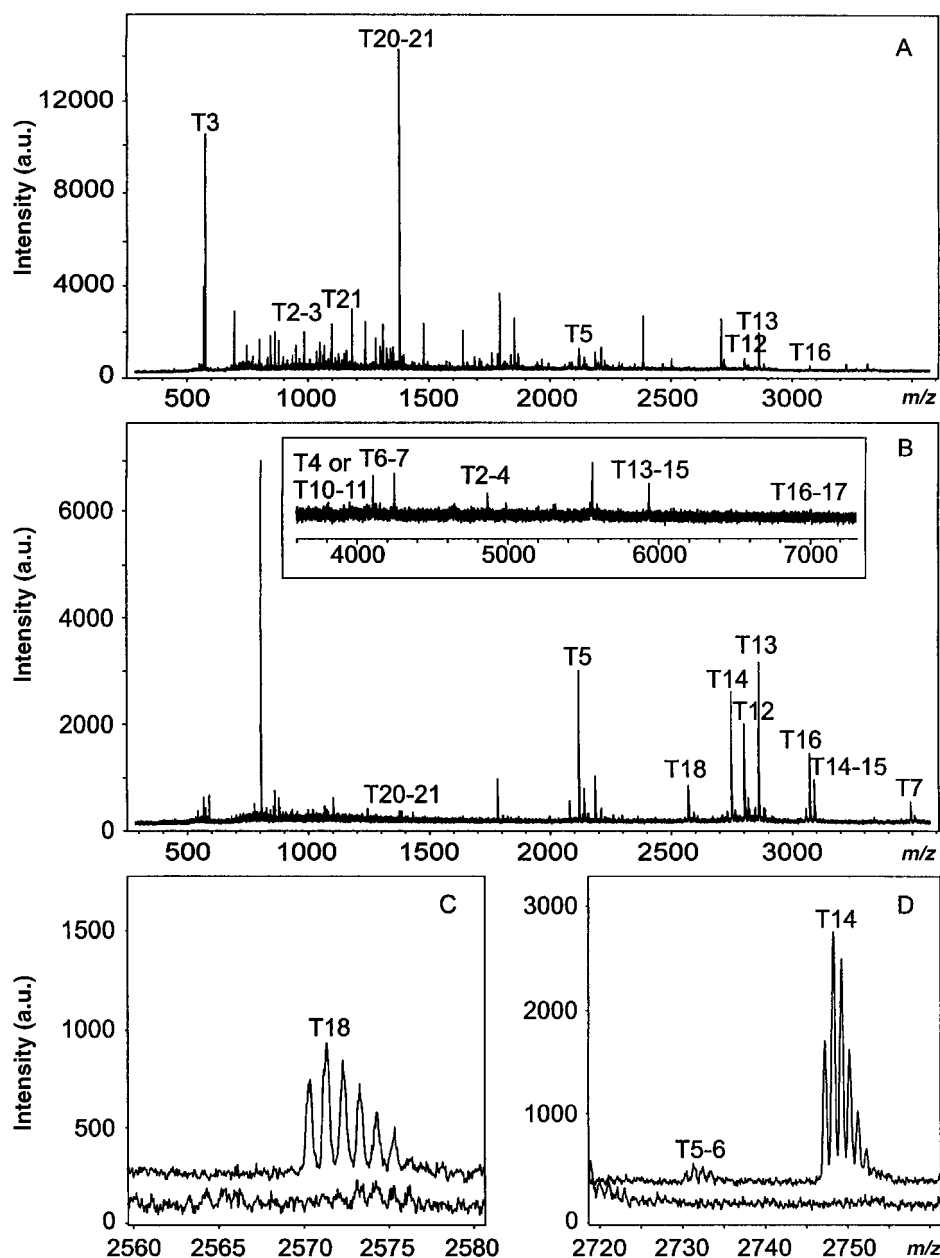 A
Intensity (a.u.)
12000
8000
4000
0
T3
T2-3
T21
T20-21
T5
T12
T13
T16
500 1000 1500 2000 2500 3000 m/z
B
Intensity (a.u.)
6000
4000
2000
0
T4 or
T10-11
T6-7
T2-4
T13-15
T16-17
4000 5000 6000 7000
T20-21
T5
T18
T14
T12
T13
T16
T14-15
T7
500 1000 1500 2000 2500 3000 m/z
C
Intensity (a.u.)
1500
1000
500
0
T18
2560 2565 2570 2575 2580
D
3000
2000
1000
0
T5-6
T14
2720 2730 2740 2750 m/z